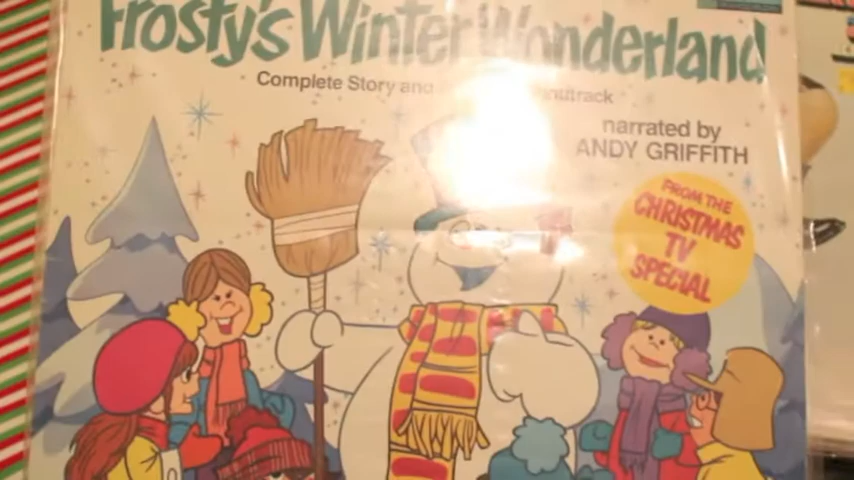 Frosty's Winter Wonderland
Complete Story and
narrated by
ANDY GRIFFITH
FROM THE
CHRISTMAS
TV
SPECIAL